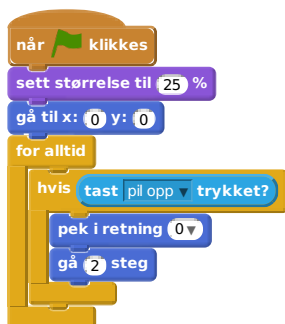 når klikkes
sett størrelse til 25 %
gå til x: 0 y: 0
for alltid
hvis tast pil opp ▼ trykket?
pek i retning 0▼
gå 2 steg